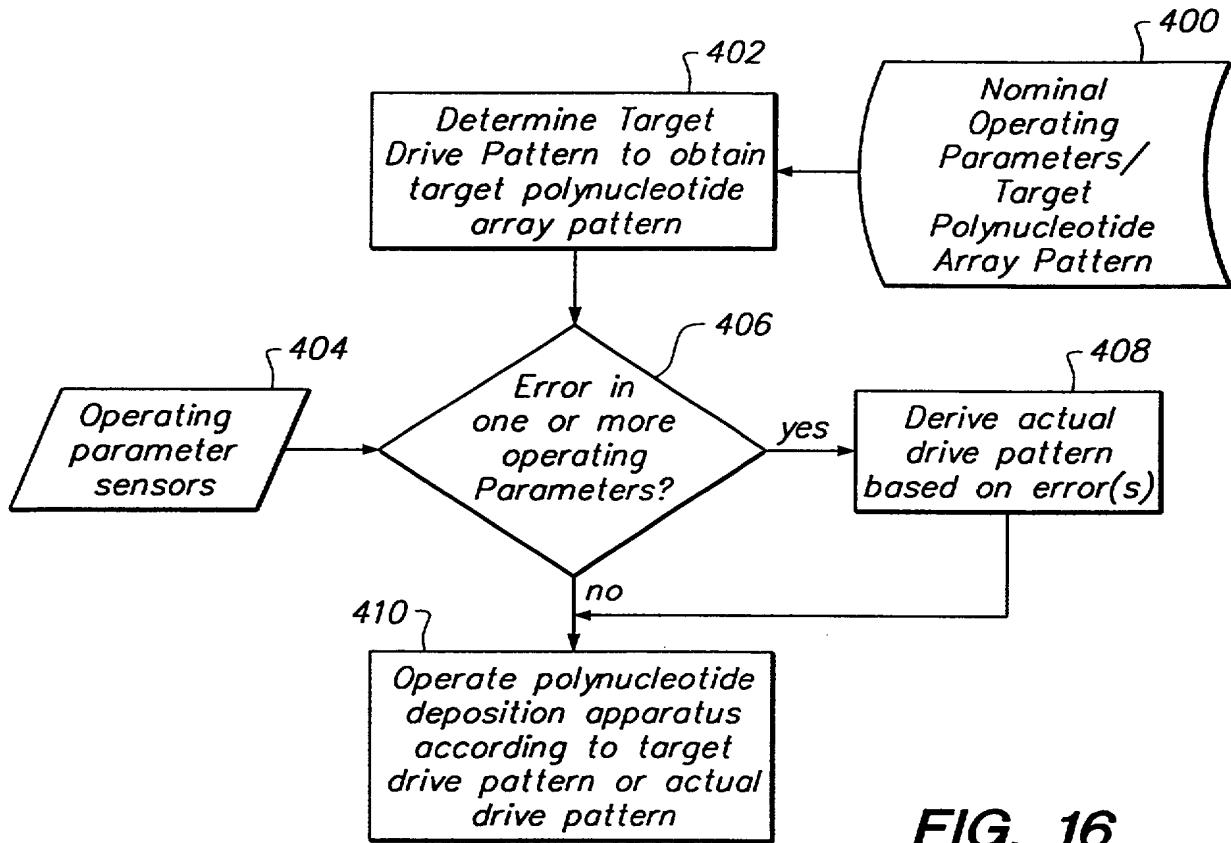 402
Determine Target
Drive Pattern to obtain
target polynucleotide
array pattern
400
Nominal
Operating
Parameters/
Target
Polynucleotide
Array Pattern
404
Operating
parameter
sensors
406
Error in
one or more
operating
Parameters?
yes
408
Derive actual
drive pattern
based on error(s)
no
410
Operate polynucleotide
deposition apparatus
according to target
drive pattern or actual
drive pattern
FIG. 16